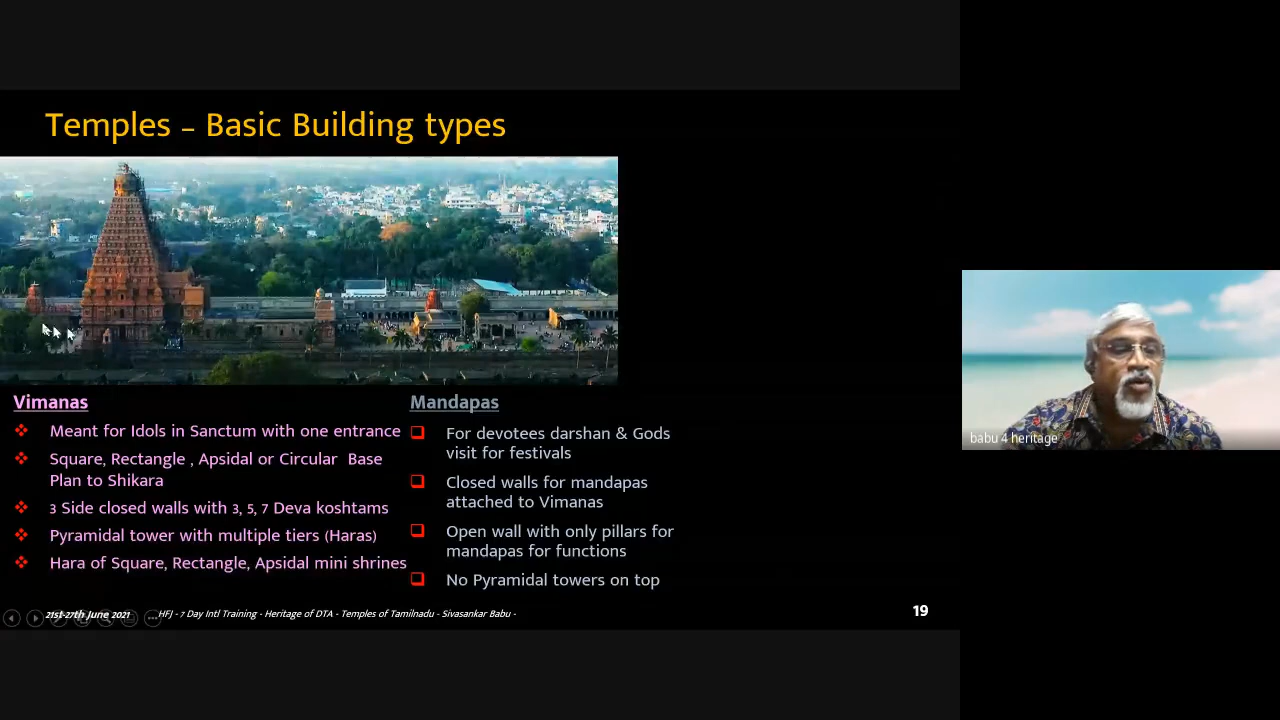 Temples – Basic Building types
Vimanas
Meant for Idols in Sanctum with one entrance
Square, Rectangle , Apsidal or Circular Base
Plan to Shikara
3 Side closed walls with 3, 5, 7 Deva koshtams
Pyramidal tower with multiple tiers (Haras)
Hara of Square, Rectangle, Apsidal mini shrines
Mandapas
For devotees darshan & Gods
visit for festivals
Closed walls for mandapas
attached to Vimanas
Open wall with only pillars for
mandapas for functions
No Pyramidal towers on top
21st-27th June 2021
HFJ - 7 Day Intl Training - Heritage of DTA - Temples of Tamilnadu - Sivasankar Babu -
19
babu 4 heritage